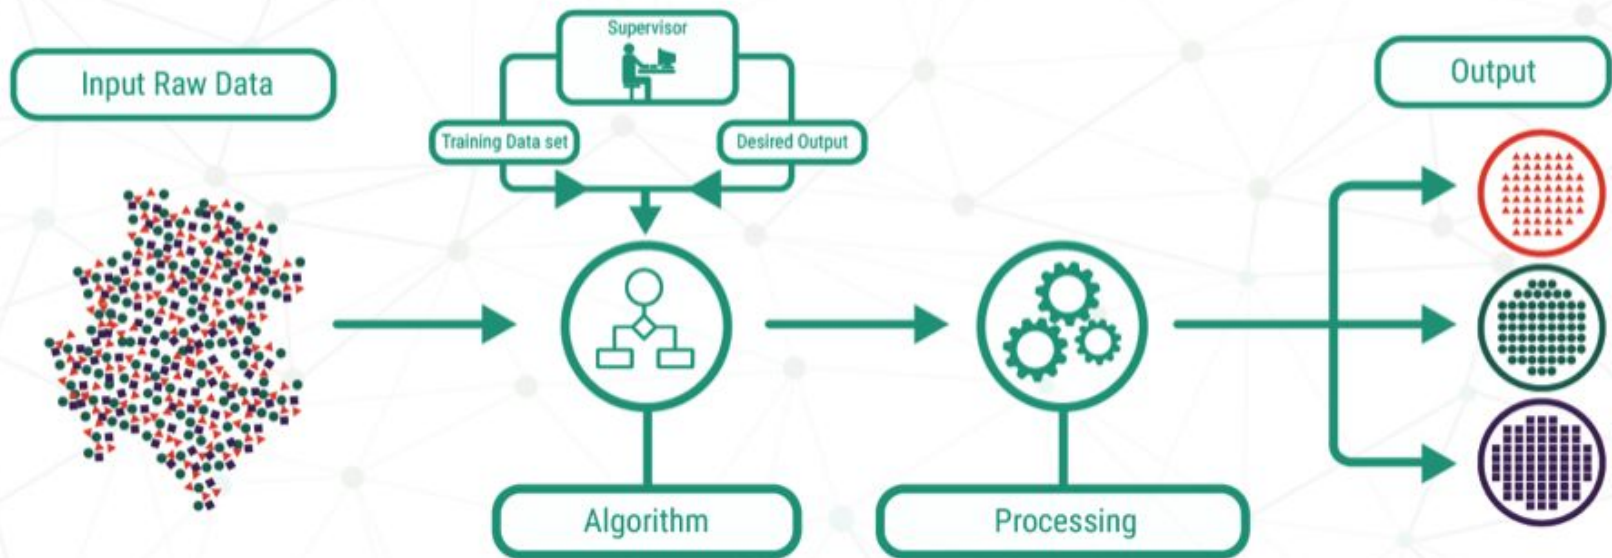 Supervisor
Input Raw Data
Output
Training Data set
Desired Output
Algorithm
Processing